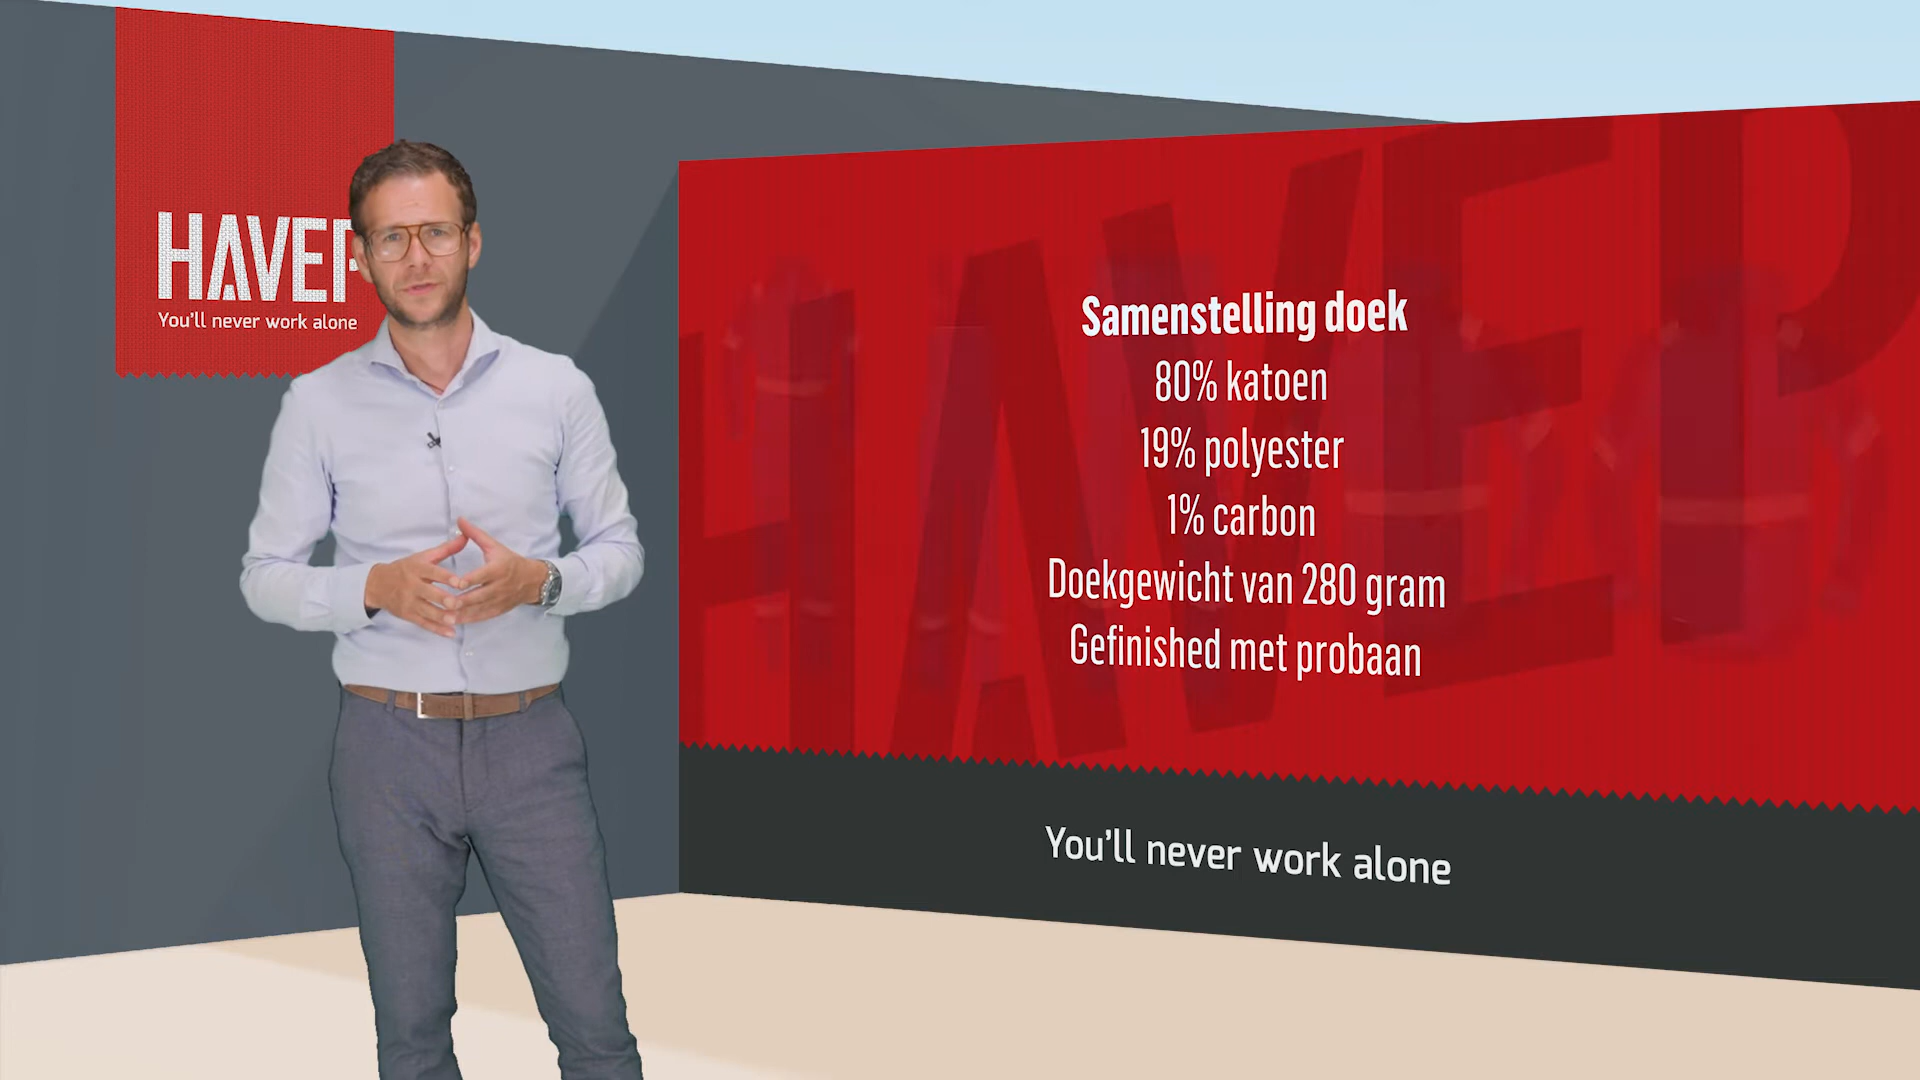 HAVEP
You'll never work alone
Samenstelling doek
80% katoen
19% polyester
1% carbon
Doekgewicht van 280 gram
Gefinished met probaan
HAVEP
You'll never work alone